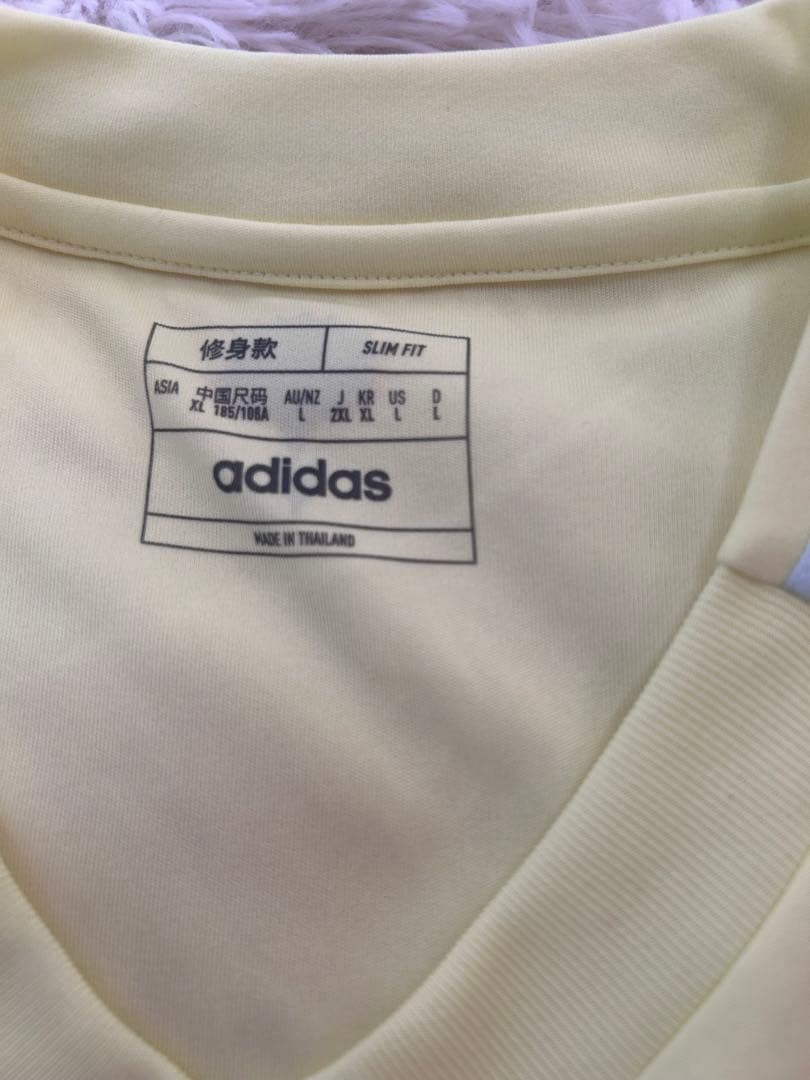 修身款 SLIM FIT
ASIA 中国尺码 AU/NZ J KR US D
XL 185/108A L 2XL XL L L
adidas
MADE IN THAILAND